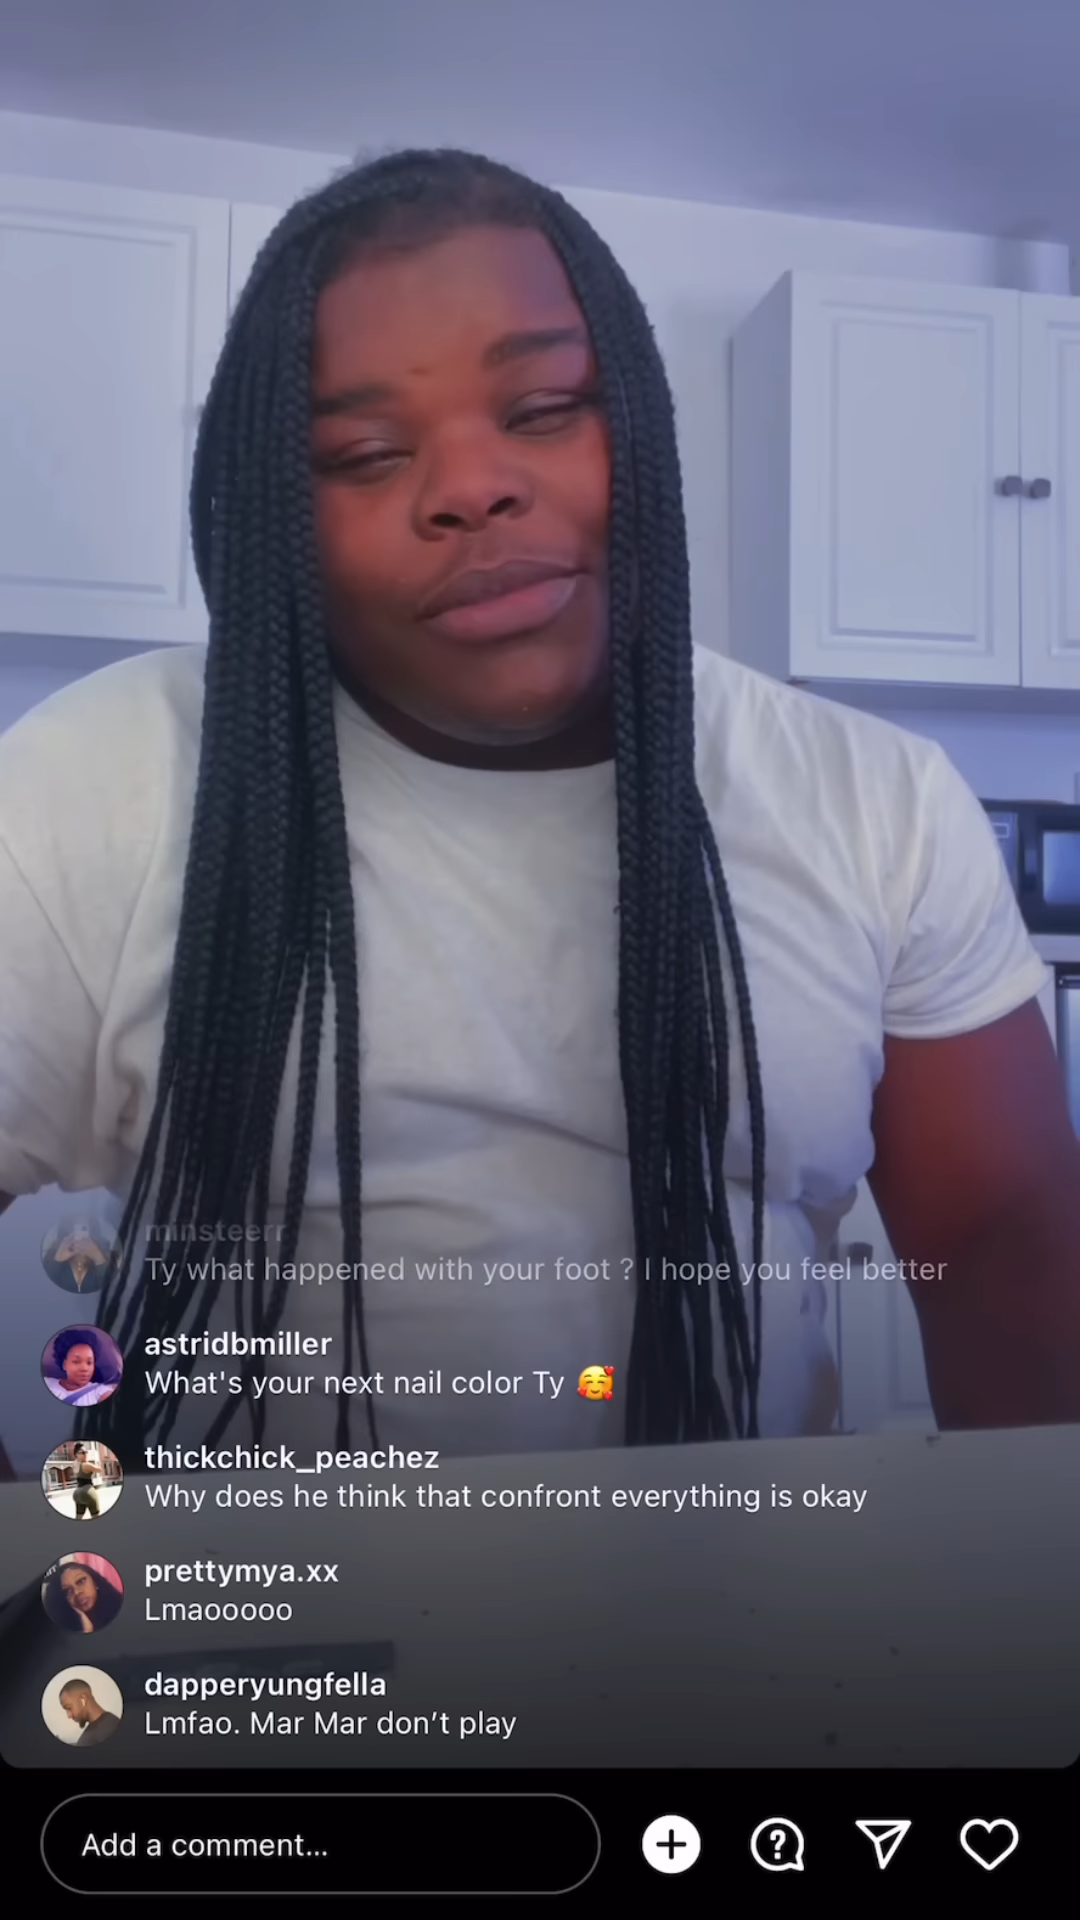 minsteerr
Ty what happened with your foot ? I hope you feel better
astridbmiller
What's your next nail color Ty 🥰
thickchick_peachez
Why does he think that confront everything is okay
prettymya.xx
Lmaooooo
dapperyungfella
Lmfao. Mar Mar don’t play
Add a comment...